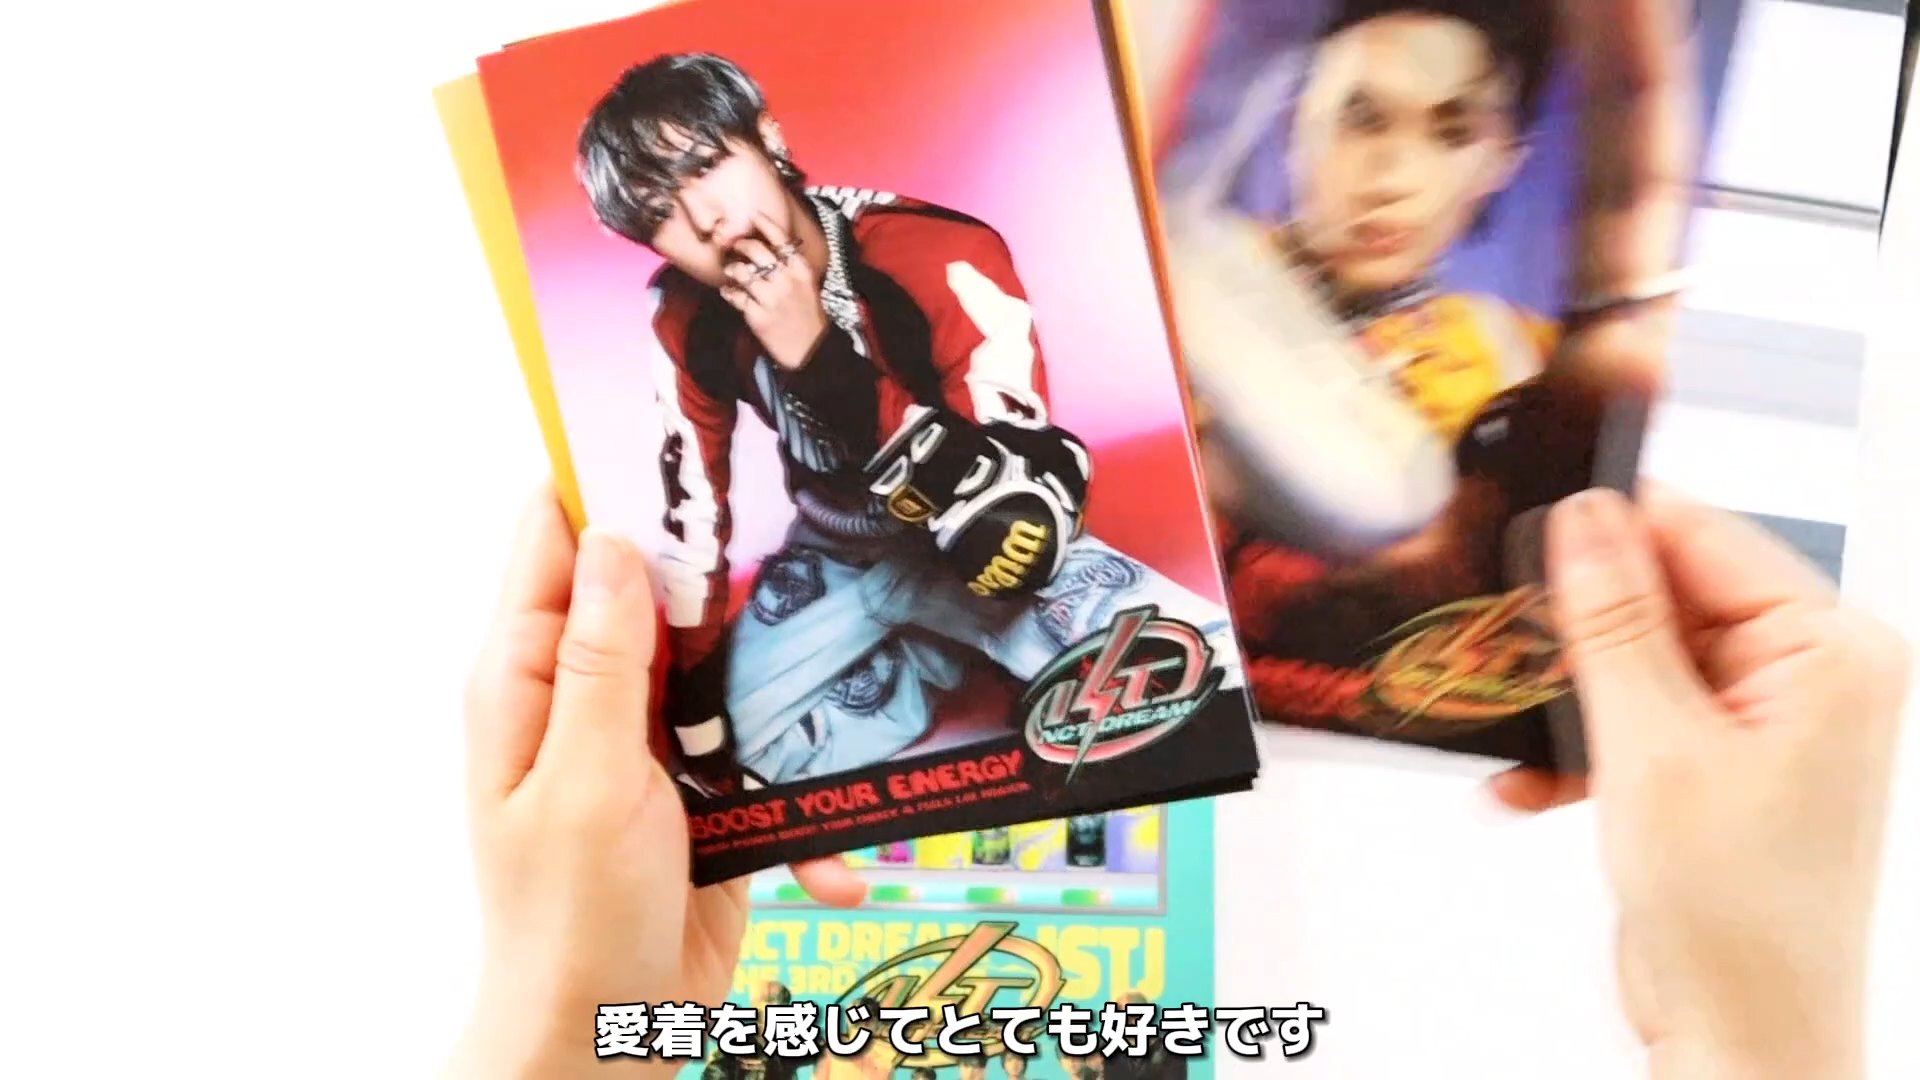 Wilson
NCT DREAM
BOOST YOUR ENERGY
NCT DREAM ISTJ
THE 3RD
愛着を感じてとても好きです